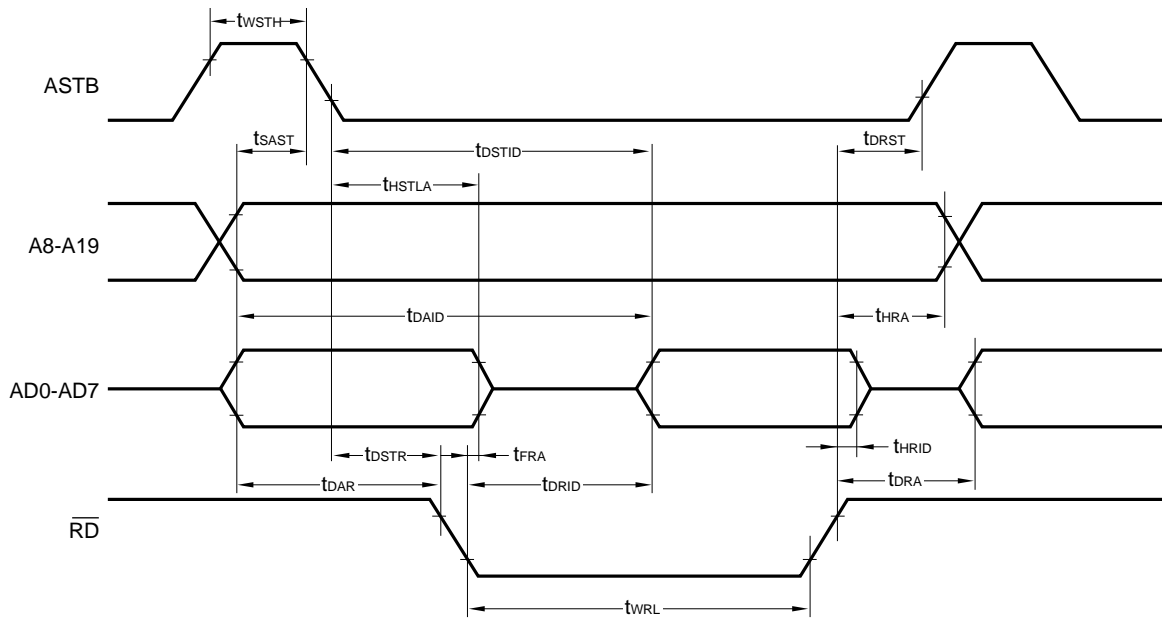 tWSTH
ASTB
tSAST
tDSTID
tDRST
tHSTLA
A8-A19
tDAID
tHRA
AD0-AD7
tDSTR
tFRA
tHRID
tDAR
tDRID
tDRA
RD
tWRL